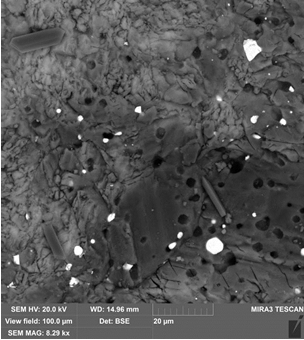 SEM HV: 20.0 kV WD: 14.96 mm MIRA3 TESCAN
View field: 100.0 µm Det: BSE 20 µm
SEM MAG: 8.29 kx